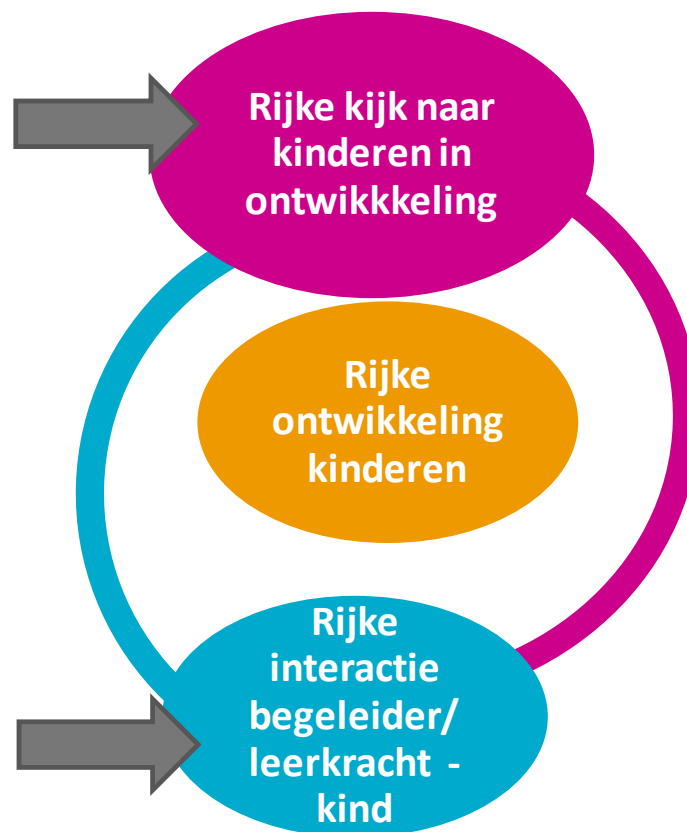 Rijke kijk naar
kinderen in
ontwikkkeling
Rijke
ontwikkeling
kinderen
Rijke
interactie
begeleider/
leerkracht -
kind